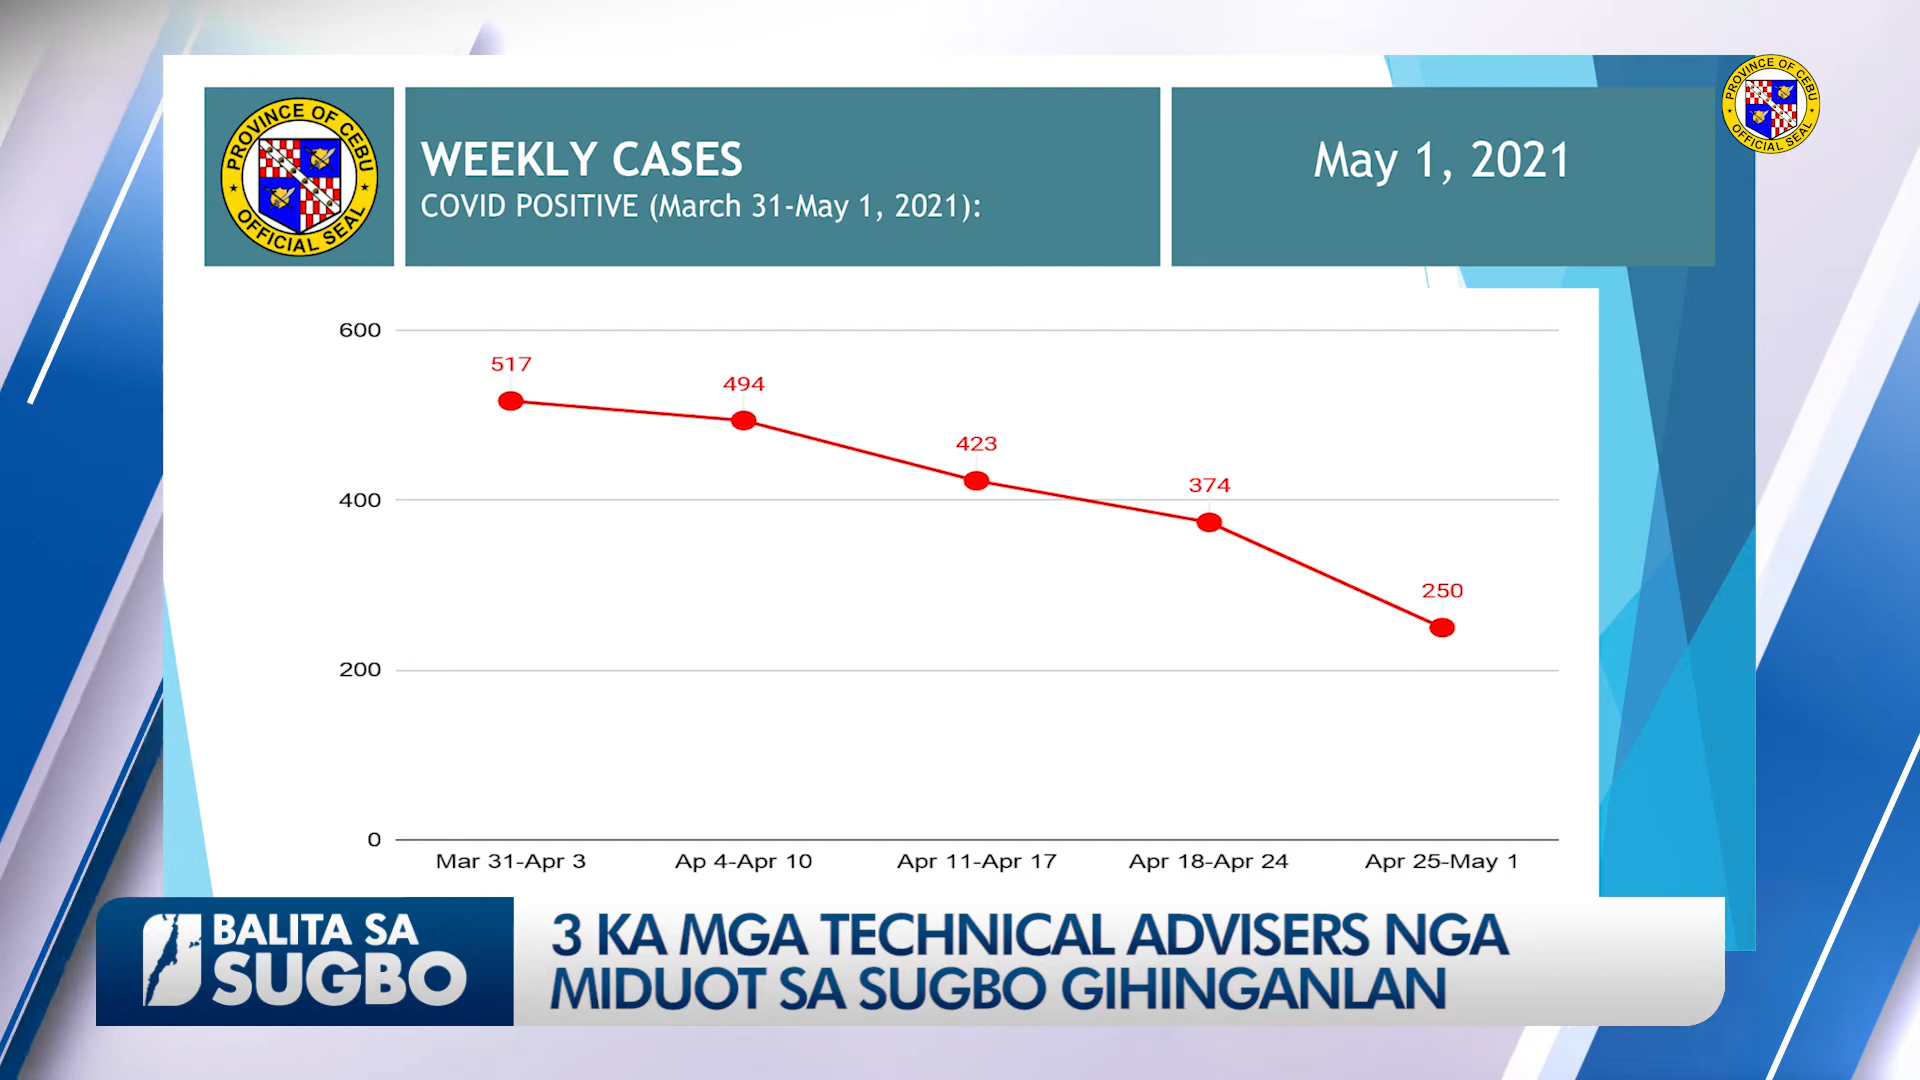 PROVINCE OF CEBU
OFFICIAL SEAL
WEEKLY CASES
COVID POSITIVE (March 31-May 1, 2021):
May 1, 2021
PROVINCE OF CEBU
OFFICIAL SEAL
600
400
200
0
517
494
423
374
250
Mar 31-Apr 3
Ap 4-Apr 10
Apr 11-Apr 17
Apr 18-Apr 24
Apr 25-May 1
BALITA SA
SUGBO
3 KA MGA TECHNICAL ADVISERS NGA
MIDUOT SA SUGBO GIHINGANLAN